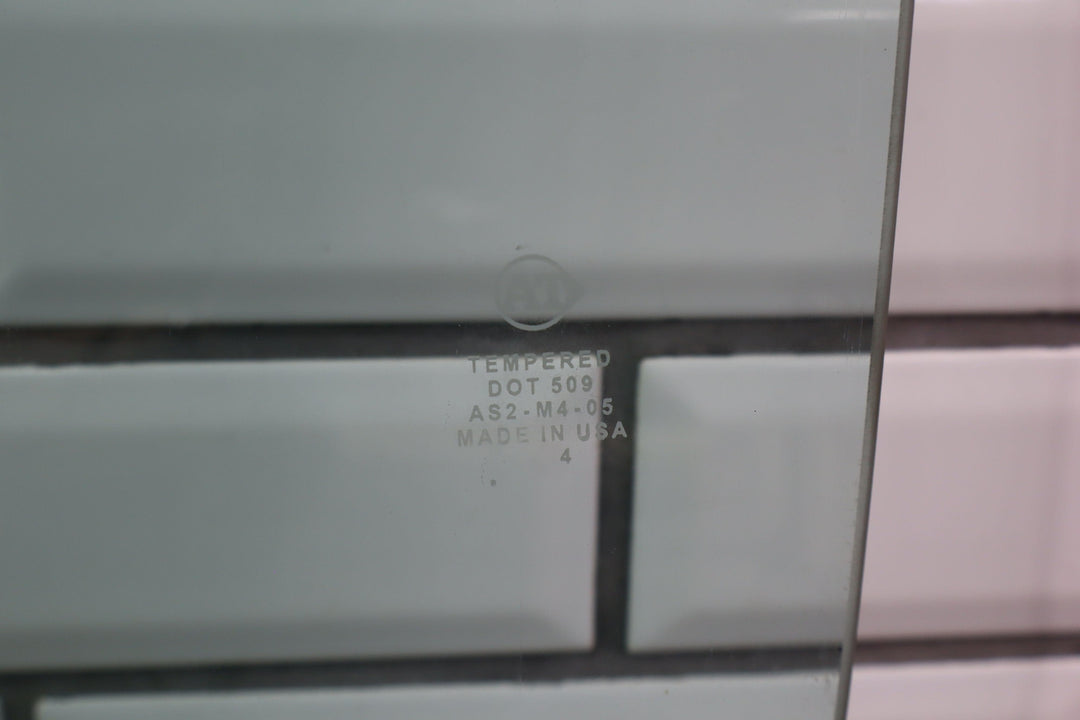 TEMPERED
DOT 509
AS2-M4-05
MADE IN USA
4